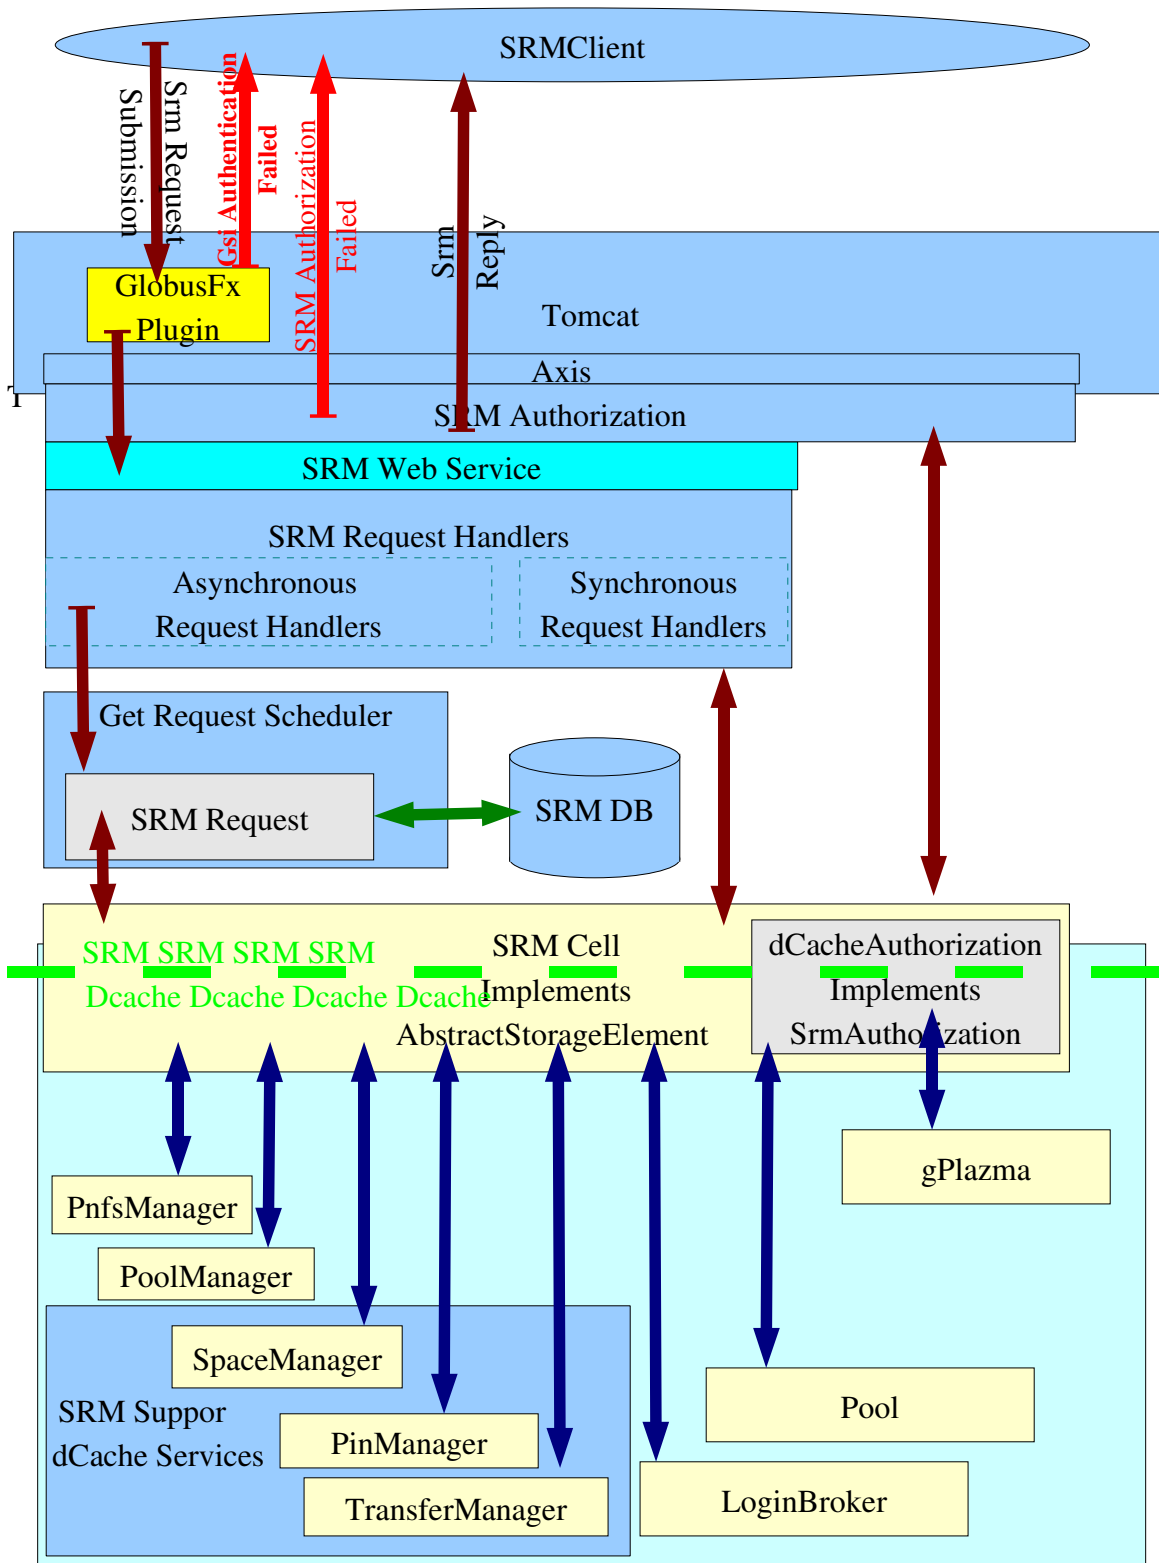 SRMClient
Srm Request
Submission
Gsi Authentication
Failed
SRM Authorization
Failed
Srm
Reply
GlobusFx
Plugin
Tomcat
Axis
T
SRM Authorization
SRM Web Service
SRM Request Handlers
Asynchronous
Request Handlers
Synchronous
Request Handlers
Get Request Scheduler
SRM Request
SRM DB
SRM SRM SRM SRM
Dcache Dcache Dcache Dcache
SRM Cell
Implements
AbstractStorageElement
dCacheAuthorization
Implements
SrmAuthorization
gPlazma
PnfsManager
PoolManager
SpaceManager
SRM Suppor
dCache Services
PinManager
TransferManager
Pool
LoginBroker